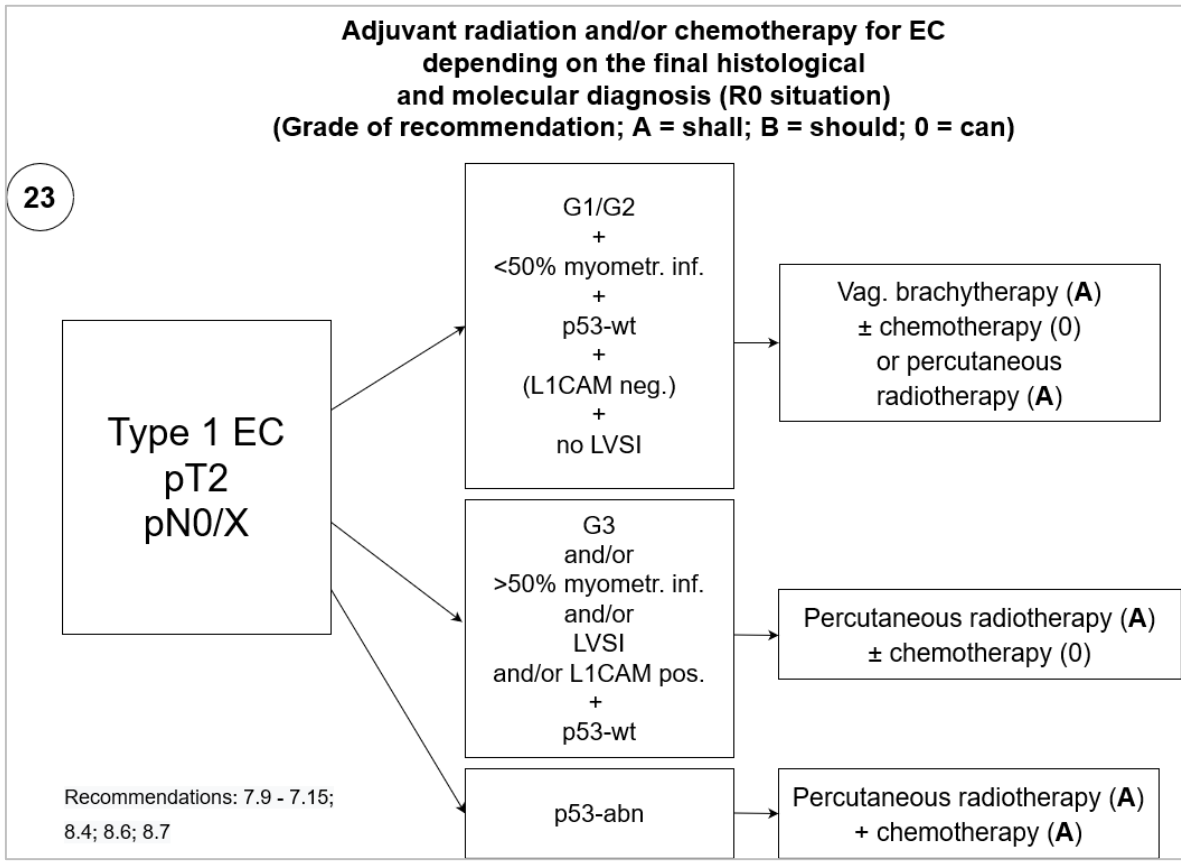 Adjuvant radiation and/or chemotherapy for EC
depending on the final histological
and molecular diagnosis (R0 situation)
(Grade of recommendation; A = shall; B = should; 0 = can)
23
Type 1 EC
pT2
pN0/X
G1/G2
+
<50% myometr. inf.
+
p53-wt
+
(L1CAM neg.)
+
no LVSI
Vag. brachytherapy (A)
± chemotherapy (0)
or percutaneous
radiotherapy (A)
G3
and/or
>50% myometr. inf.
and/or
LVSI
and/or L1CAM pos.
+
p53-wt
Percutaneous radiotherapy (A)
± chemotherapy (0)
p53-abn
Percutaneous radiotherapy (A)
+ chemotherapy (A)
Recommendations: 7.9 - 7.15;
8.4; 8.6; 8.7